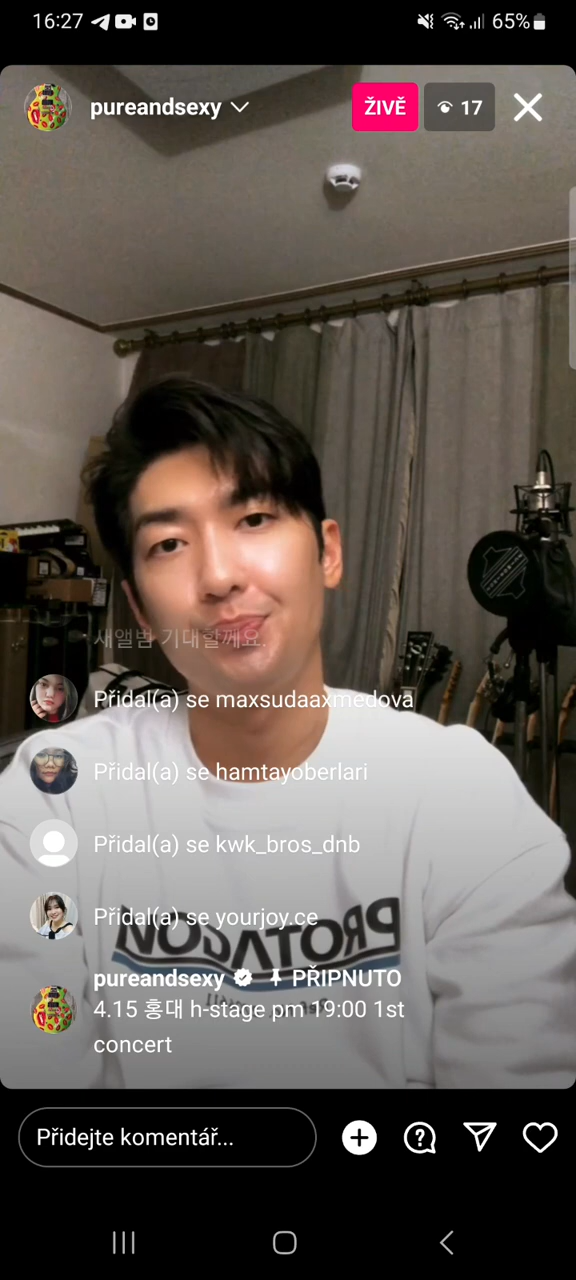 16:27
65%
pureandsexy
ŽIVĚ
17
새앨밤 기대할께요.
Přidal(a) se maxsudaaxmedova
Přidal(a) se hamtayoberlari
Přidal(a) se kwk_bros_dnb
Přidal(a) se yourjoy.ce
PROTAGON
pureandsexy PŘIPNUTO
4.15 홍대 h-stage pm 19:00 1st
concert
Přidejte komentář...